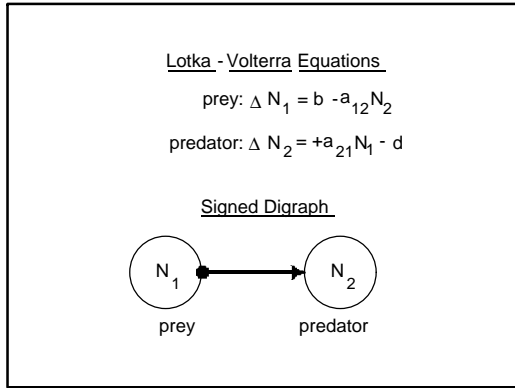 Lotka - Volterra Equations
prey: Δ N₁ = b - a₁₂N₂
predator: Δ N₂ = +a₂₁N₁ - d
Signed Digraph
N₁ N₂
prey predator